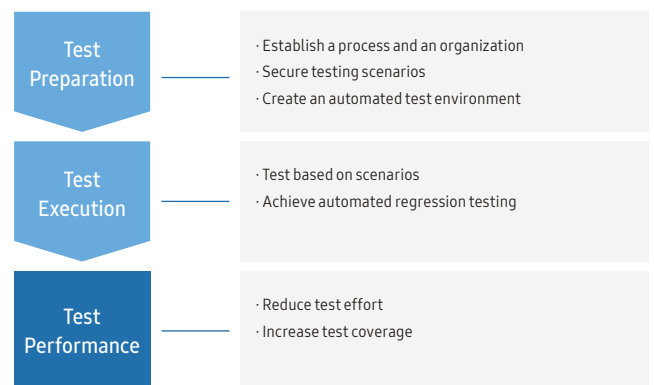 Test
Preparation
· Establish a process and an organization
· Secure testing scenarios
· Create an automated test environment
Test
Execution
· Test based on scenarios
· Achieve automated regression testing
Test
Performance
· Reduce test effort
· Increase test coverage